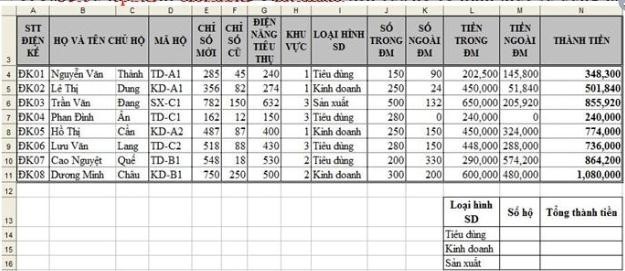 A B C D E F G H I J K L M N
3 STT ĐIỆN KẾ HỌ VÀ TÊN CHỦ HỘ MÃ HỘ CHỈ SỐ MỚI CHỈ SỐ CŨ ĐIỆN NĂNG TIÊU THỤ KHU VỰC LOẠI HÌNH SD SỐ TRONG ĐM SỐ NGOÀI ĐM TIỀN TRONG ĐM TIỀN NGOÀI ĐM THÀNH TIỀN
4 ĐK01 Nguyễn Văn Thành TD-A1 285 45 240 1 Tiêu dùng 150 90 202,500 145,800 348,300
5 ĐK02 Lê Thị Dung KD-A1 356 82 274 1 Kinh doanh 250 24 450,000 51,840 501,840
6 ĐK03 Trần Văn Đang SX-C1 782 150 632 3 Sản xuất 500 132 650,000 205,920 855,920
7 ĐK04 Phan Đình Ân TD-C1 162 12 150 3 Tiêu dùng 280 0 240,000 0 240,000
8 ĐK05 Hồ Thị Cẩn KD-A2 487 87 400 1 Kinh doanh 250 150 450,000 324,000 774,000
9 ĐK06 Lưu Văn Lang TD-C2 518 88 430 3 Tiêu dùng 280 150 448,000 288,000 736,000
10 ĐK07 Cao Nguyệt Quế TD-B1 548 18 530 2 Tiêu dùng 200 330 290,000 574,200 864,200
11 ĐK08 Dương Minh Châu KD-B1 750 250 500 2 Kinh doanh 300 200 600,000 480,000 1,080,000
12
13 Loại hình SD Số hộ Tổng thành tiền
14 Tiêu dùng
15 Kinh doanh
16 Sản xuất